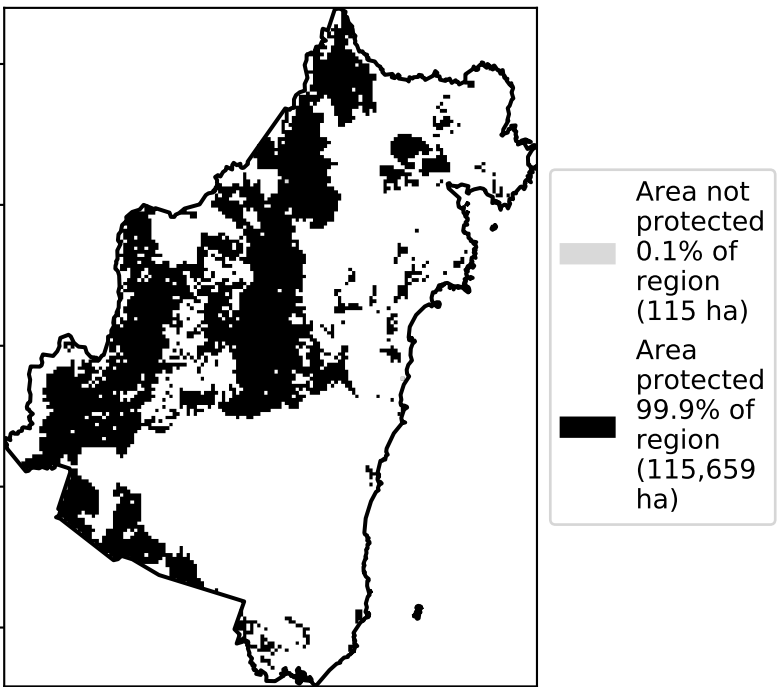 Area not
protected
0.1% of
region
(115 ha)
Area
protected
99.9% of
region
(115,659
ha)